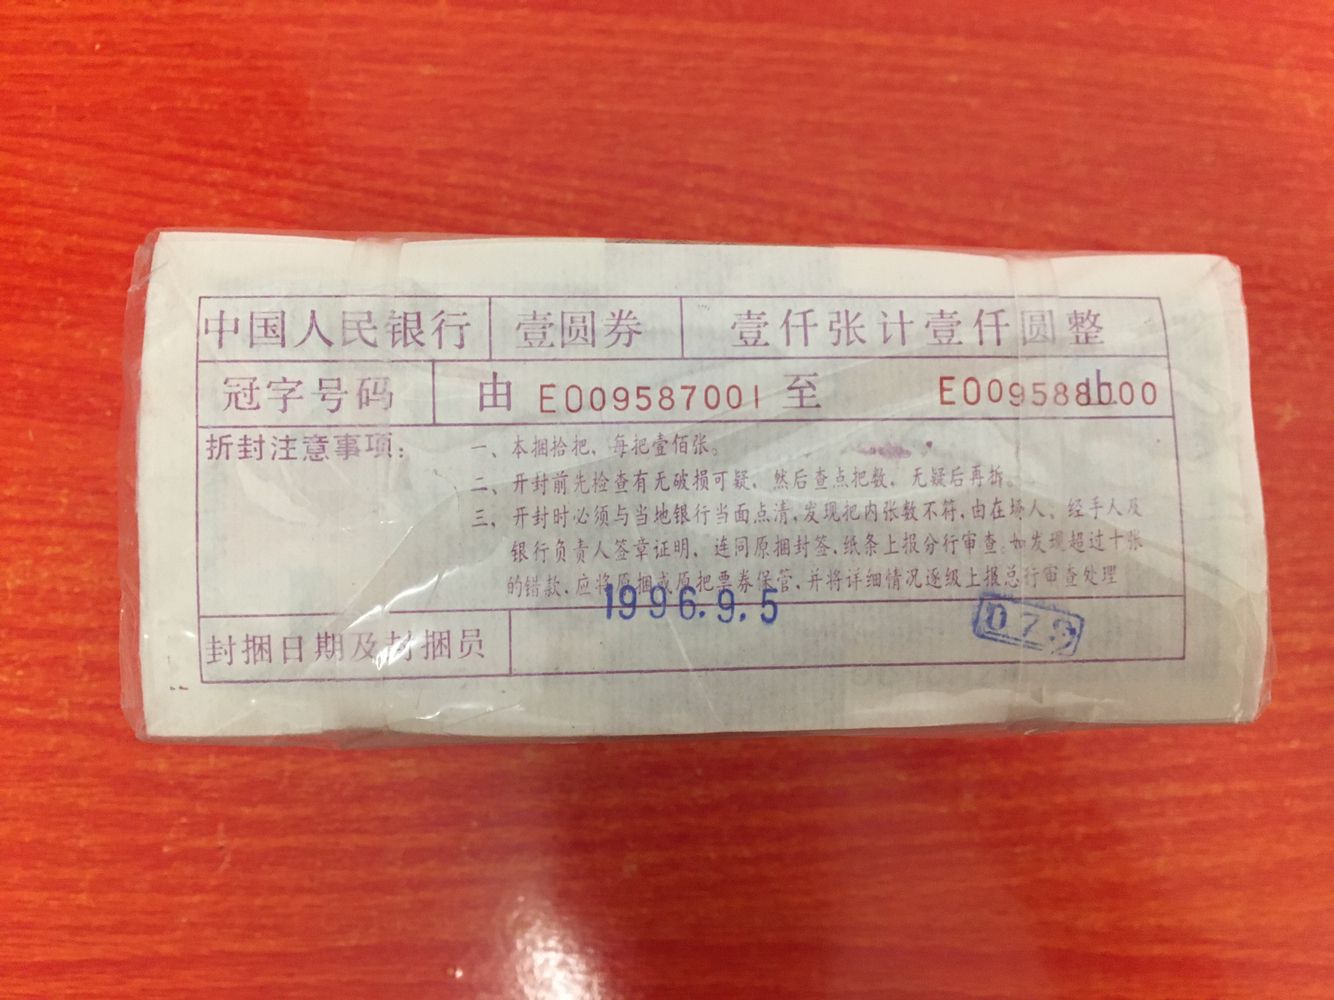 中国人民银行 壹圆券 壹仟张计壹仟圆整
冠字号码 由 E009587001 至 E009588000 止
折封注意事项: 一、本捆拾把、每把壹佰张。
二、开封前先检查有无破损可疑、然后查点把数、无疑后再拆。
三、开封时必须与当地银行当面点清,发现把内张数不符,由在场人、经手人及
银行负责人签章证明、连同原捆封签、纸条上报分行审查,如发现超过十张
的错款、应将原捆或原把票券保管、并将详细情况逐级上报总行审查处理
1996.9.5
封捆日期及封捆员